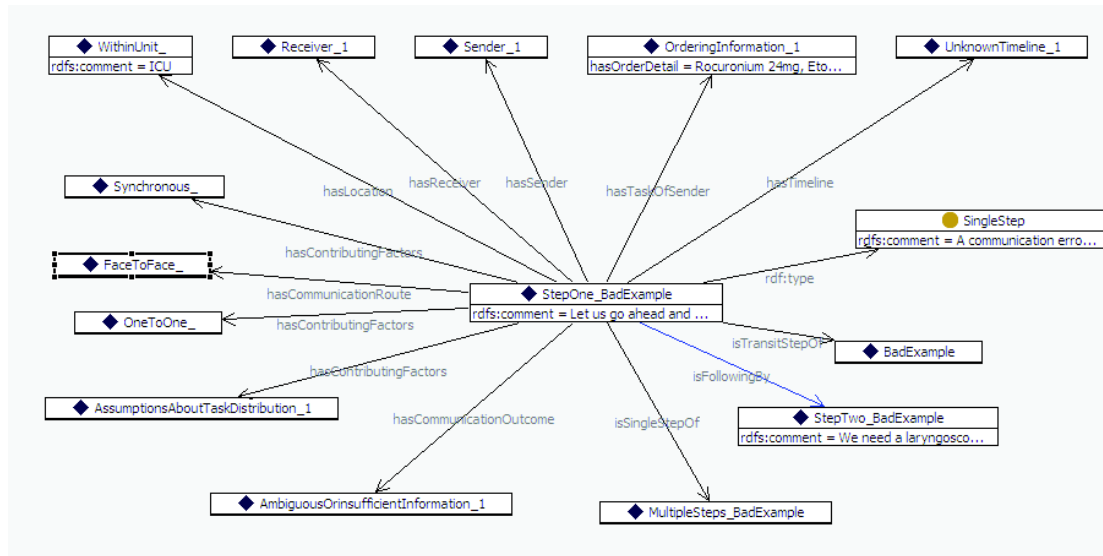 WithinUnit_
rdfs:comment = ICU
Receiver_1
Sender_1
OrderingInformation_1
hasOrderDetail = Rocuronium 24mg, Eto...
UnknownTimeline_1
Synchronous_
hasLocation
hasReceiver
hasSender
hasTaskOfSender
hasTimeline
SingleStep
rdfs:comment = A communication erro...
hasContributingFactors
FaceToFace_
rdf:type
hasCommunicationRoute
StepOne_BadExample
rdfs:comment = Let us go ahead and ...
OneToOne_
hasContributingFactors
isTransitStepOf
BadExample
hasContributingFactors
isFollowingBy
AssumptionsAboutTaskDistribution_1
hasCommunicationOutcome
isSingleStepOf
StepTwo_BadExample
rdfs:comment = We need a laryngosco...
AmbiguousOrinsufficientInformation_1
MultipleSteps_BadExample